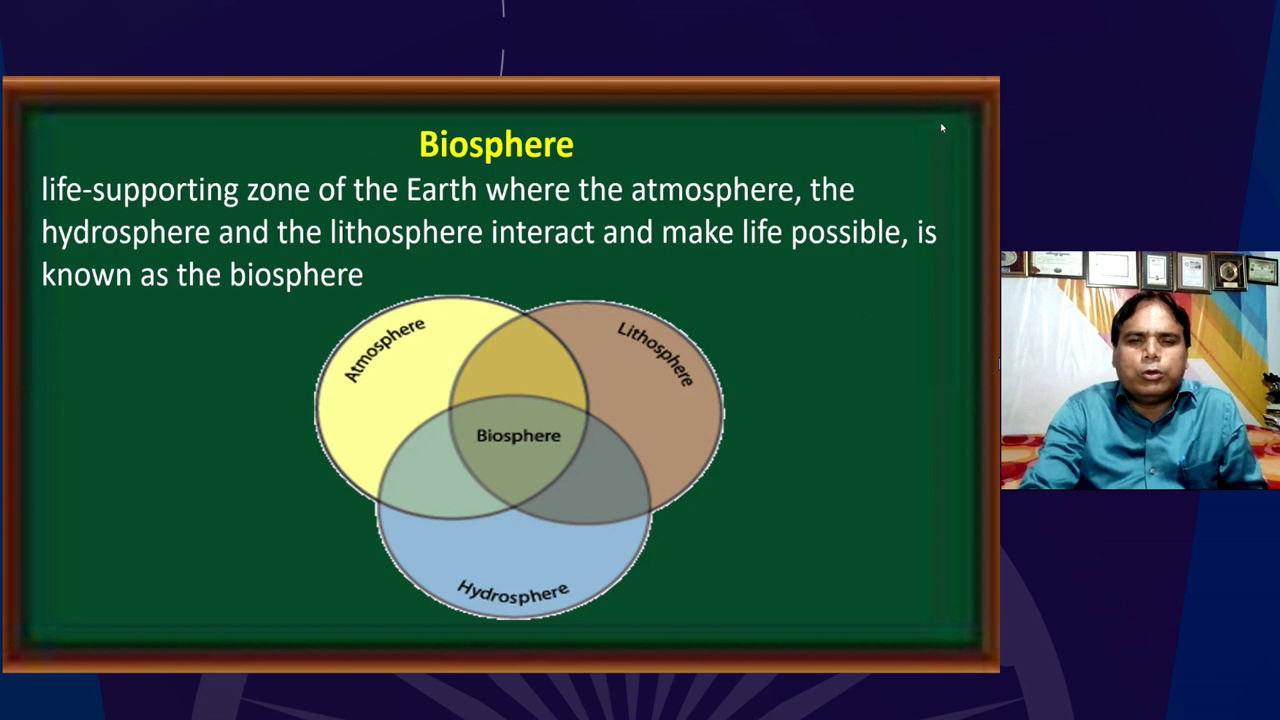 Biosphere
life-supporting zone of the Earth where the atmosphere, the
hydrosphere and the lithosphere interact and make life possible, is
known as the biosphere
Atmosphere
Lithosphere
Biosphere
Hydrosphere